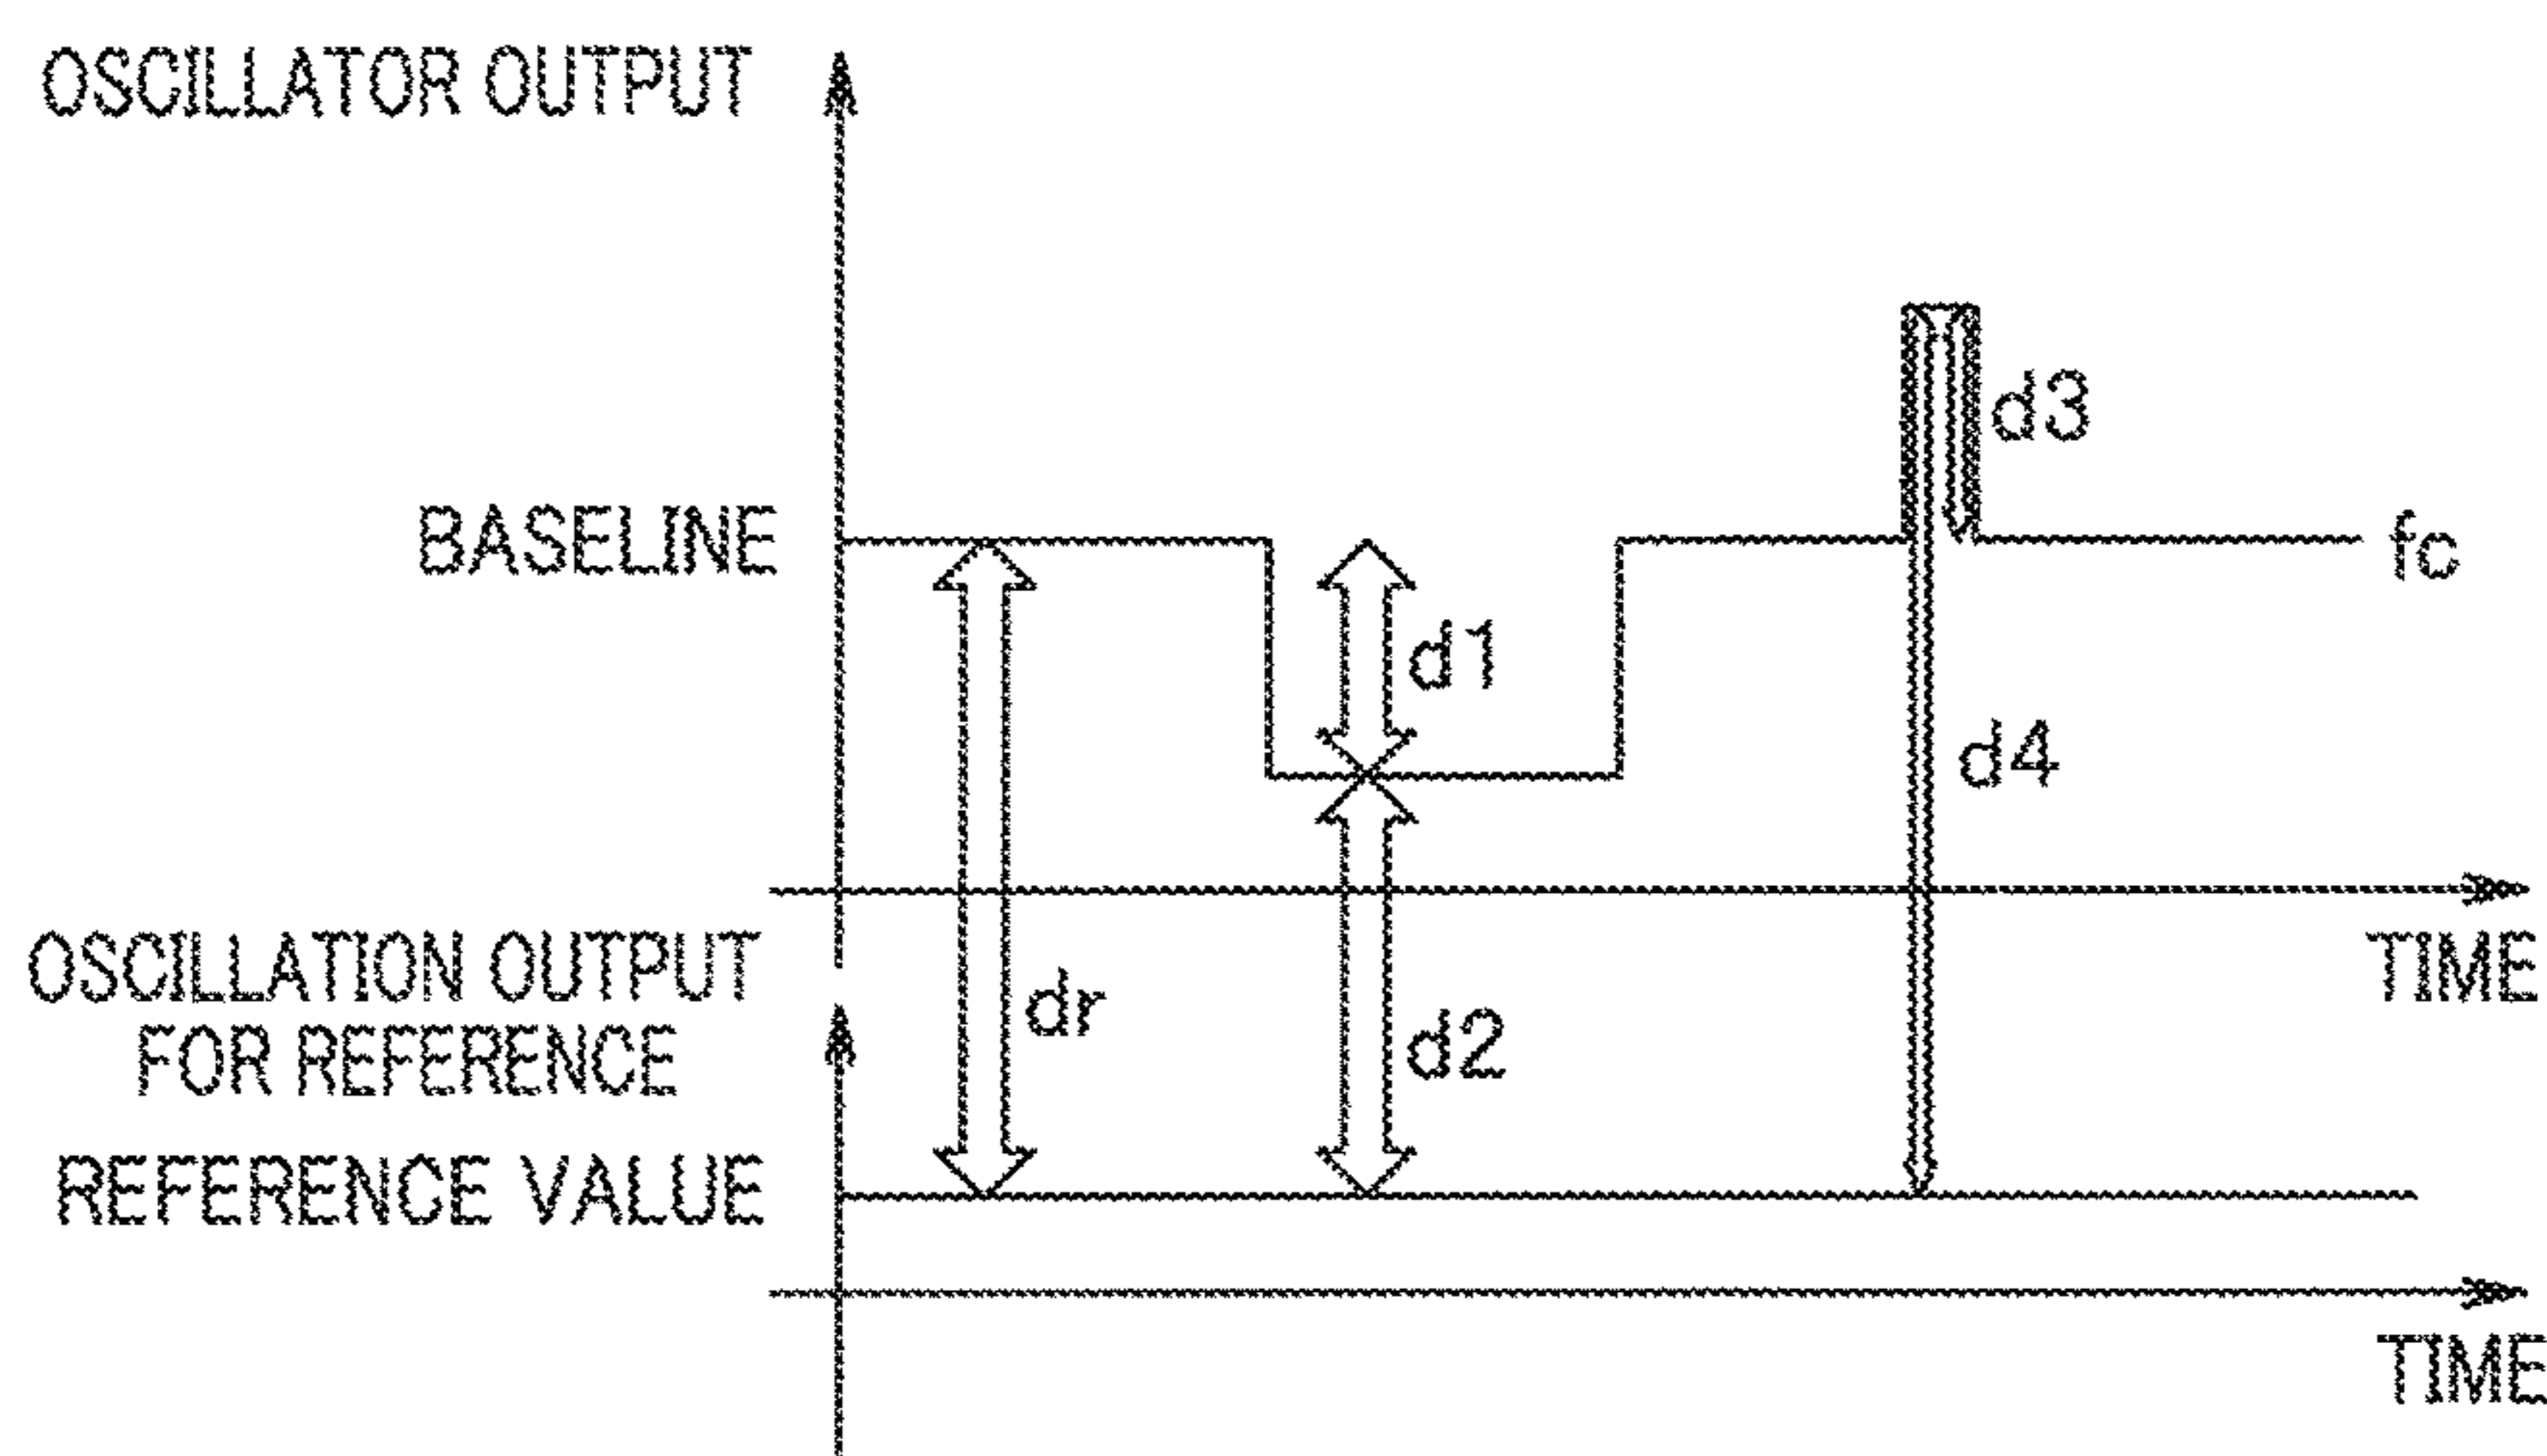 OSCILLATOR OUTPUT
d3
BASELINE
fc
d1
d4
OSCILLATION OUTPUT
FOR REFERENCE
TIME
dr
d2
REFERENCE VALUE
TIME